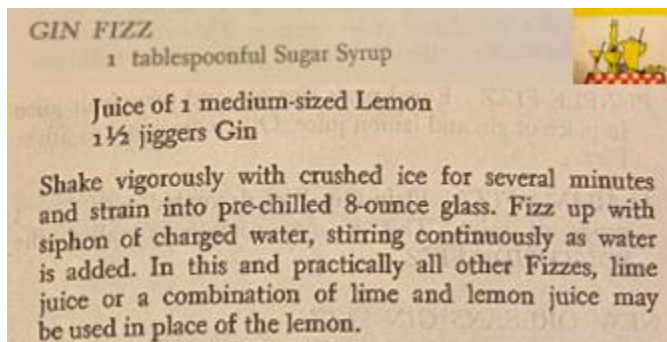 GIN FIZZ
1 tablespoonful Sugar Syrup
Juice of 1 medium-sized Lemon
1½ jiggers Gin
Shake vigorously with crushed ice for several minutes
and strain into pre-chilled 8-ounce glass. Fizz up with
siphon of charged water, stirring continuously as water
is added. In this and practically all other Fizzes, lime
juice or a combination of lime and lemon juice may
be used in place of the lemon.